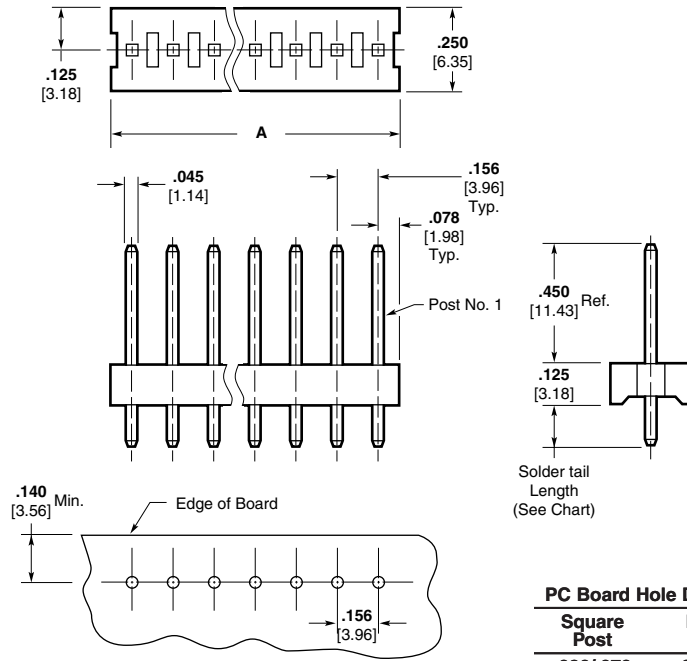 .125
[3.18]
.250
[6.35]
A
.045
[1.14]
.156
[3.96]
Typ.
.078
[1.98]
Typ.
Post No. 1
.450
[11.43] Ref.
.125
[3.18]
Solder tail
Length
(See Chart)
.140
[3.56] Min.
Edge of Board
.156
[3.96]
PC Board Hole
Square
Post